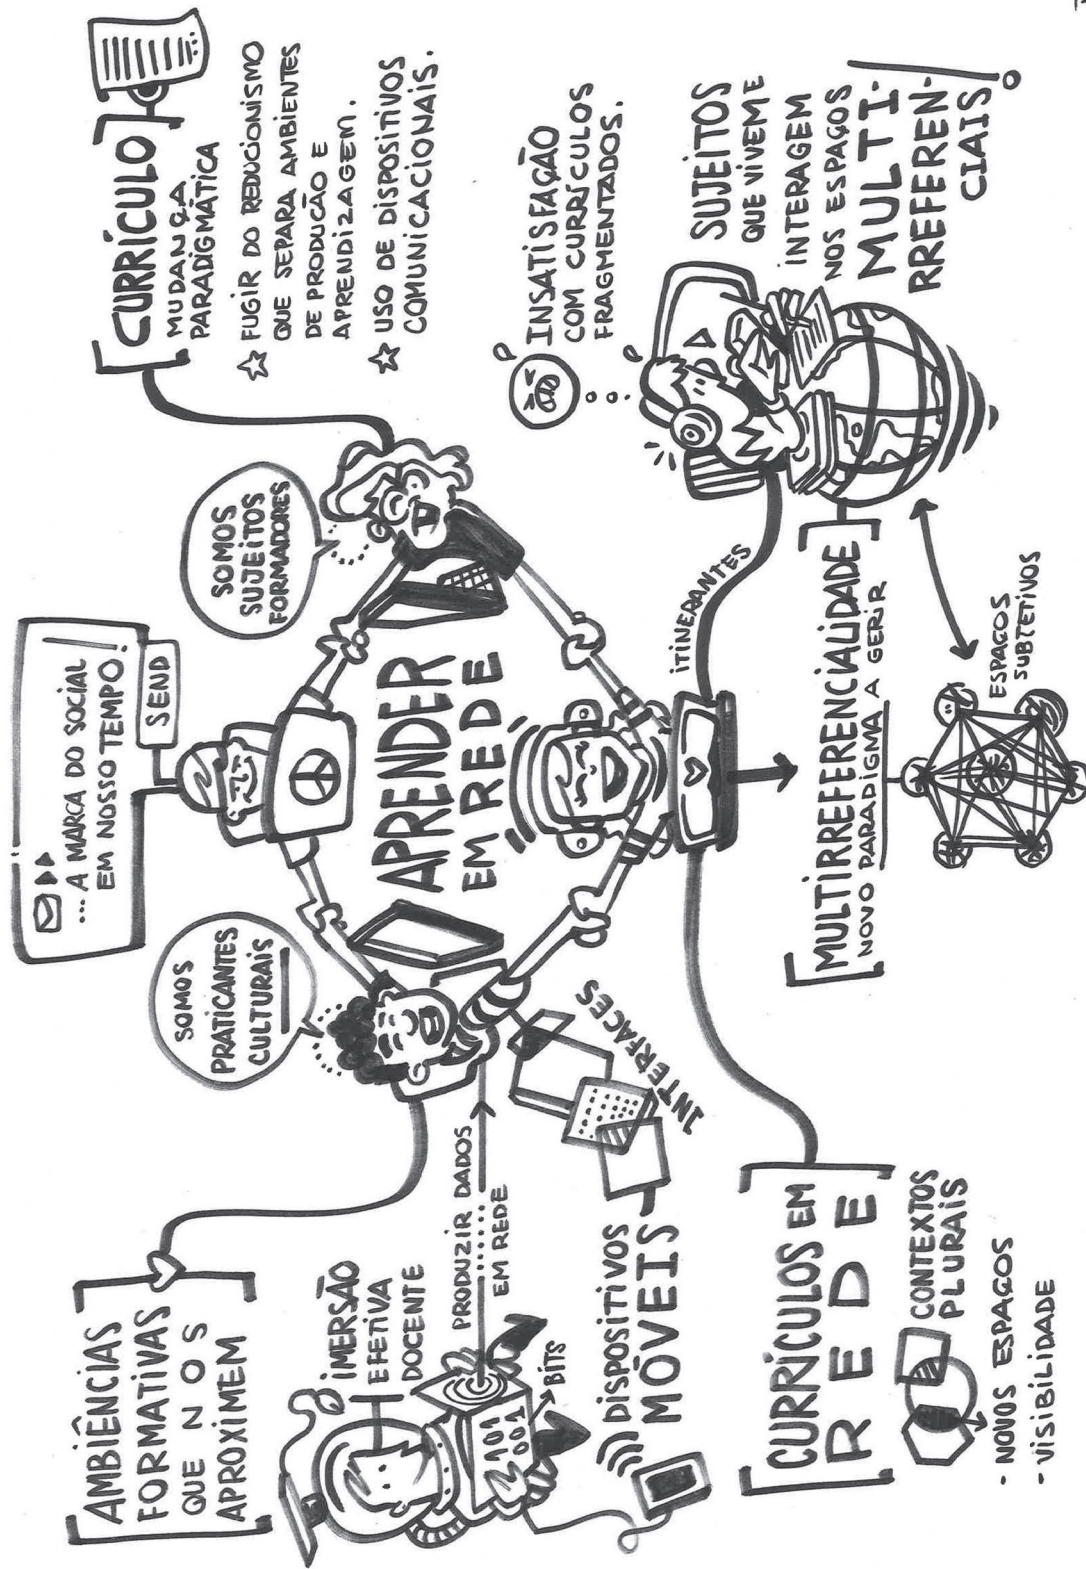 AMBIÊNCIAS
FORMATIVAS
QUE NOS
APROXIMEM
... A MARCA DO SOCIAL
EM NOSSO TEMPO!
SEND
SOMOS
PRATICANTES
CULTURAIS
SOMOS
SUJEITOS
FORMADORES
CURRÍCULO
MUDANÇA
PARADIGMÁTICA
FUGIR DO REDUCIONISMO
QUE SEPARA AMBIENTES
DE PRODUÇÃO E
APRENDIZAGEM.
USO DE DISPOSITIVOS
COMUNICACIONAIS.
IMERSÃO
EFETIVA
DOCENTE
PRODUZIR DADOS
EM REDE
101
001
BITS
DISPOSITIVOS
MÓVEIS
INTERFACES
APRENDER
EM REDE
INSATISFAÇÃO
COM CURRÍCULOS
FRAGMENTADOS.
ITINERANTES
SUJEITOS
QUE VIVEM E
INTERAGEM
NOS ESPAÇOS
MULTI-
RREFEREN-
CIAIS!
CURRÍCULOS EM
REDE
CONTEXTOS
PLURAIS
- NOVOS ESPAÇOS
- VISIBILIDADE
MULTIRREFERENCIALIDADE
NOVO PARADIGMA A GERIR
ESPAÇOS
SUBTETIVOS